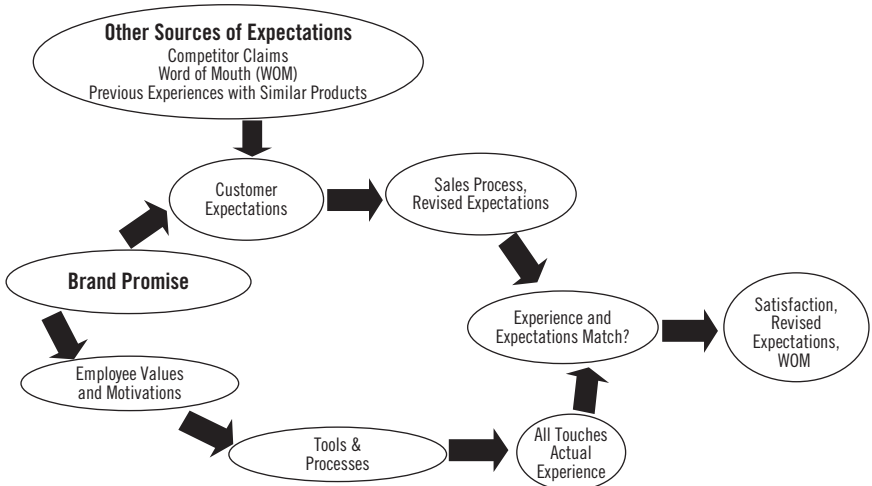 Other Sources of Expectations
Competitor Claims
Word of Mouth (WOM)
Previous Experiences with Similar Products
Customer
Expectations
Sales Process,
Revised Expectations
Brand Promise
Experience and
Expectations Match?
Satisfaction,
Revised
Expectations,
WOM
Employee Values
and Motivations
Tools &
Processes
All Touches
Actual
Experience